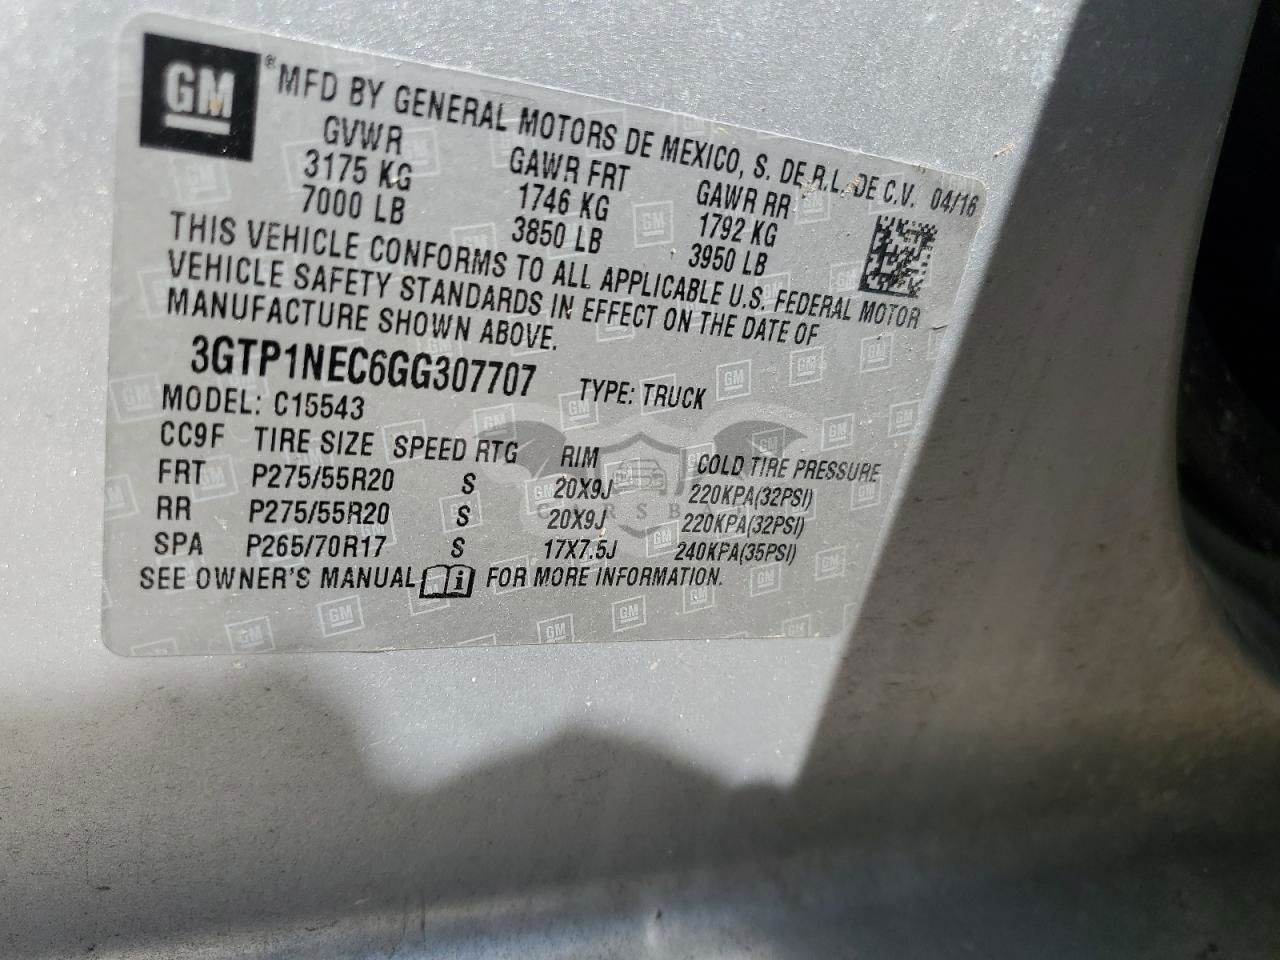 GM ® MFD BY GENERAL MOTORS DE MEXICO, S. DE R.L. DE C.V. 04/16
GVWR GAWR FRT GAWR RR
3175 KG 1746 KG 1792 KG
7000 LB 3850 LB 3950 LB
THIS VEHICLE CONFORMS TO ALL APPLICABLE U.S. FEDERAL MOTOR
VEHICLE SAFETY STANDARDS IN EFFECT ON THE DATE OF
MANUFACTURE SHOWN ABOVE.
3GTP1NEC6GG307707 TYPE: TRUCK
MODEL: C15543
CC9F TIRE SIZE SPEED RTG RIM COLD TIRE PRESSURE
FRT P275/55R20 S 20X9J 220KPA(32PSI)
RR P275/55R20 S 20X9J 220KPA(32PSI)
SPA P265/70R17 S 17X7.5J 240KPA(35PSI)
SEE OWNER'S MANUAL FOR MORE INFORMATION.